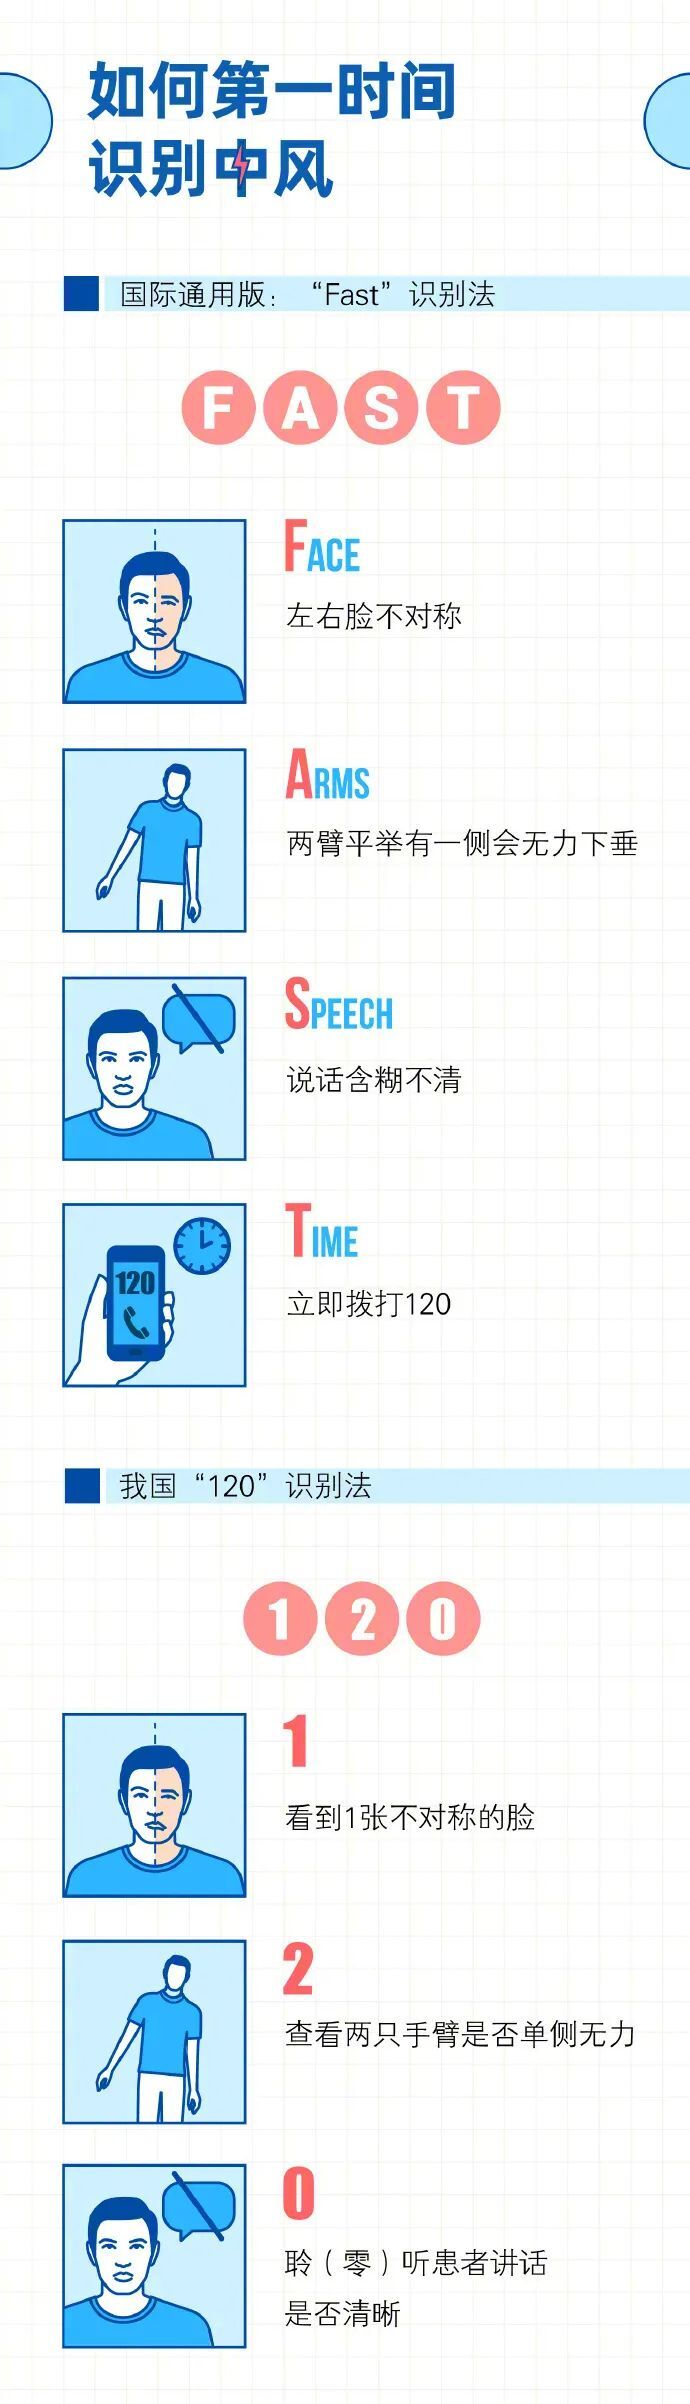 如何第一时间
识别中风
国际通用版：“Fast”识别法
FAST
FACE
左右脸不对称
ARMS
两臂平举有一侧会无力下垂
SPEECH
说话含糊不清
120
TIME
立即拨打120
我国“120”识别法
120
1
看到1张不对称的脸
2
查看两只手臂是否单侧无力
0
聆（零）听患者讲话
是否清晰